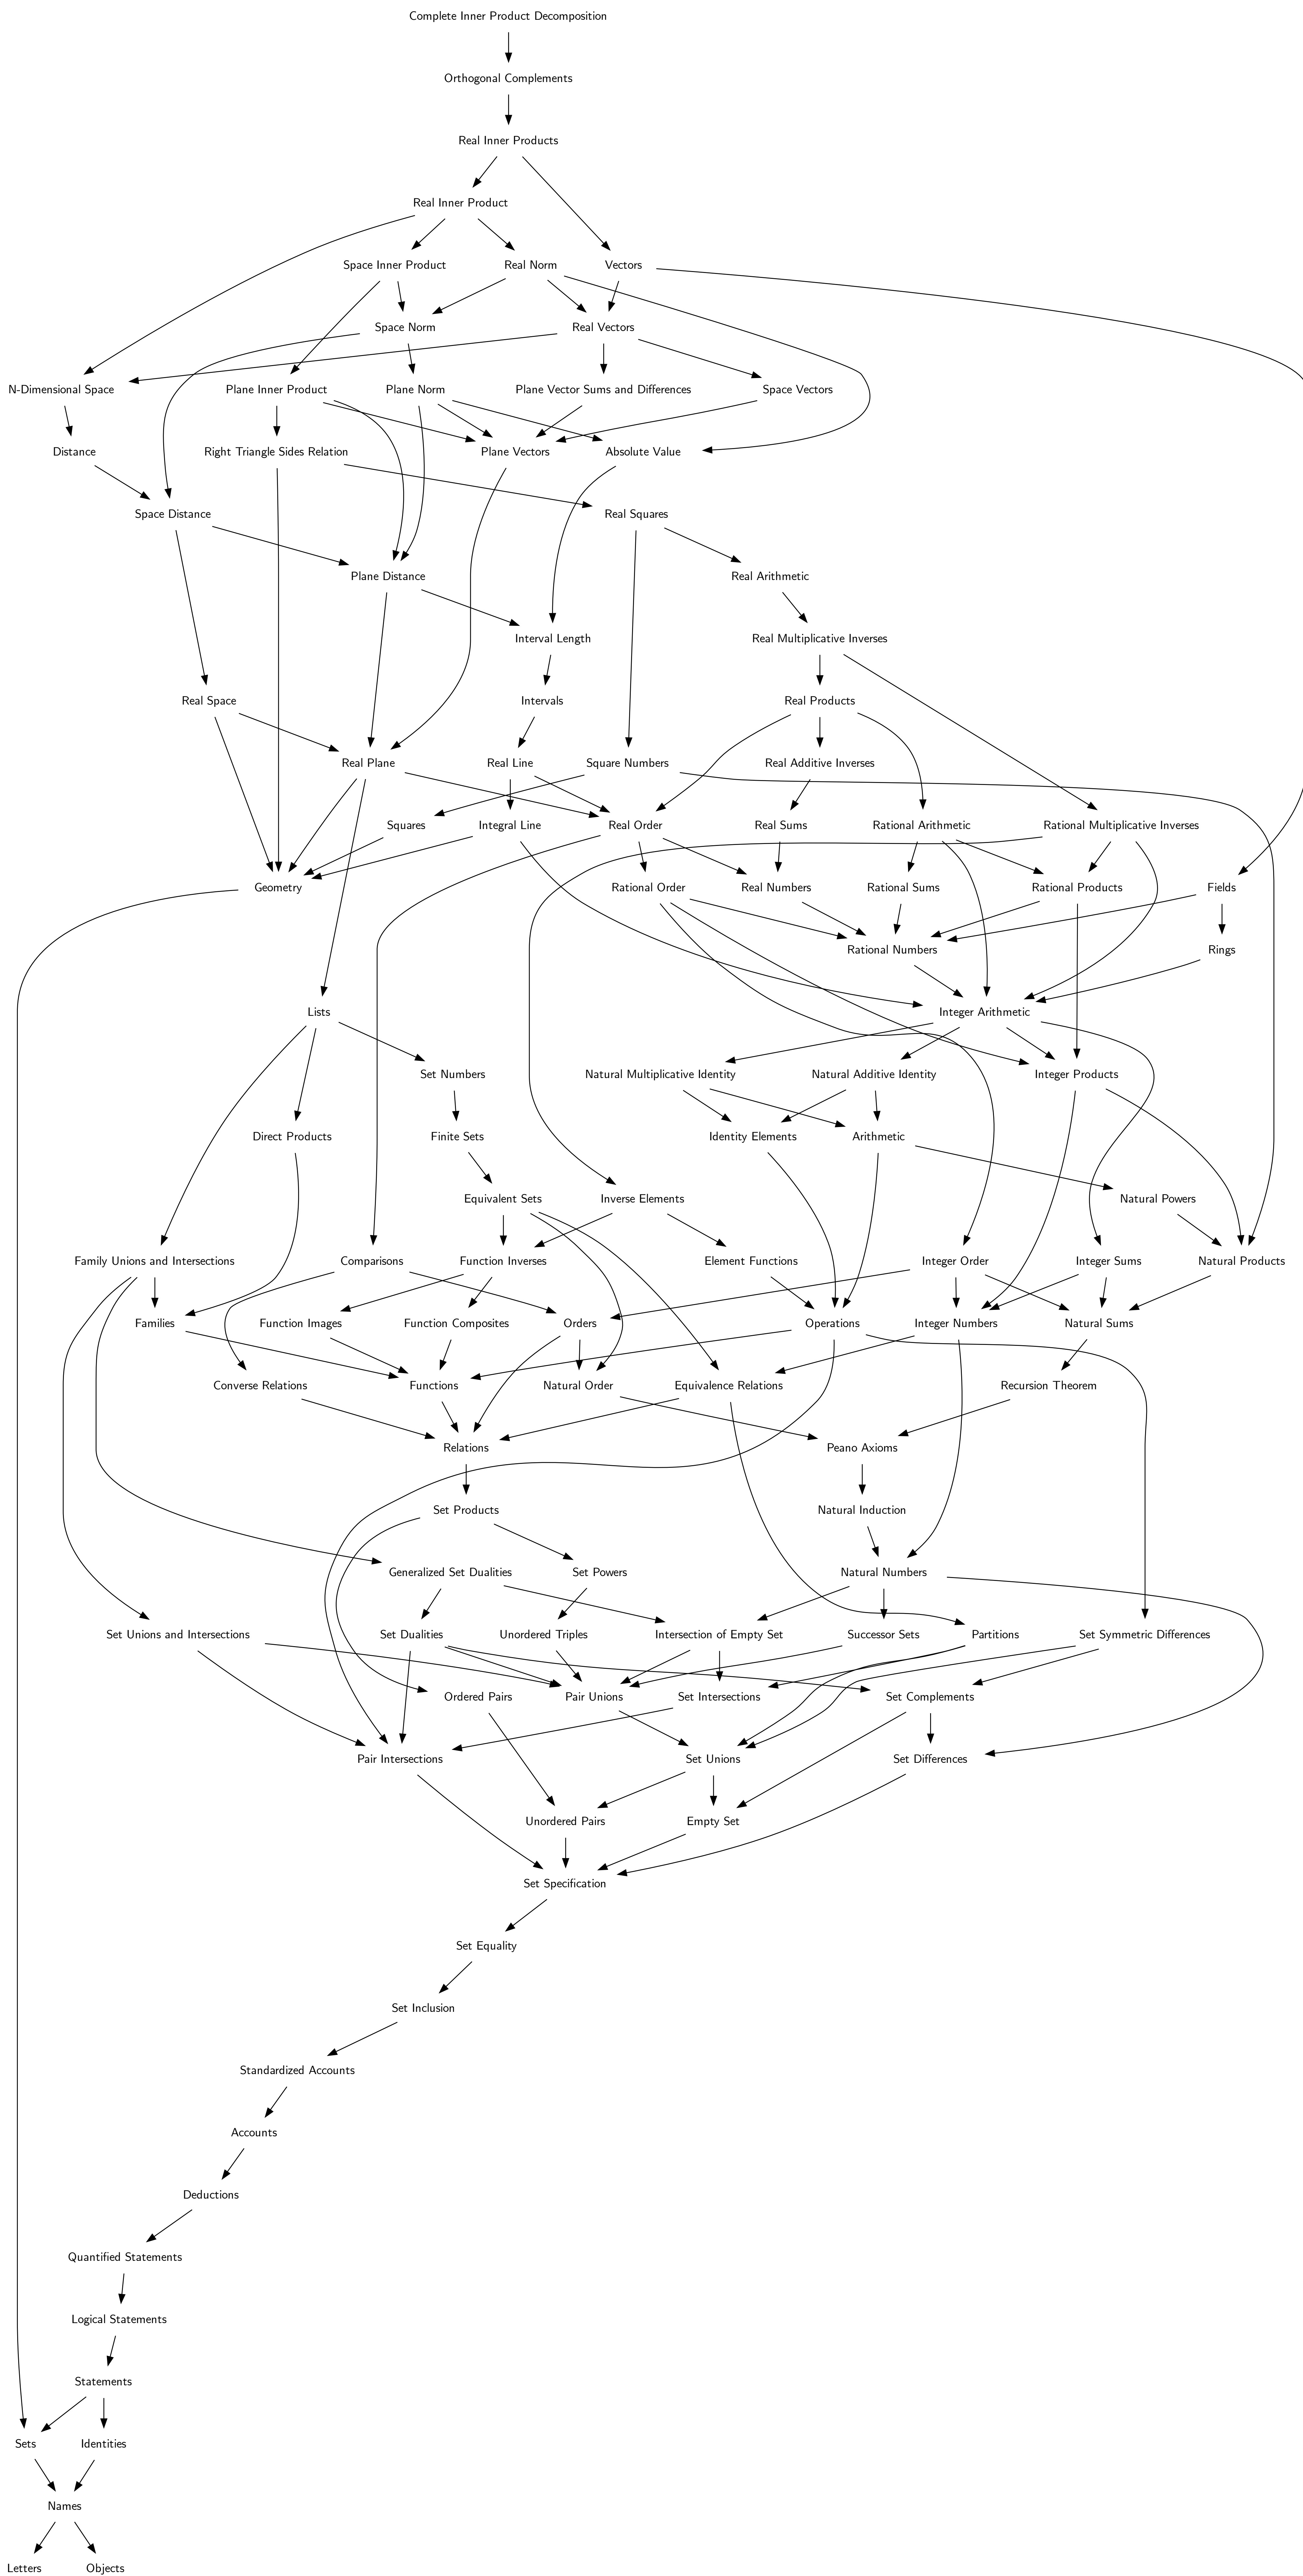 Complete Inner Product Decomposition
Orthogonal Complements
Real Inner Products
Real Inner Product
Space Inner Product
Real Norm
Vectors
Space Norm
Real Vectors
N-Dimensional Space
Plane Inner Product
Plane Norm
Plane Vector Sums and Differences
Space Vectors
Distance
Right Triangle Sides Relation
Plane Vectors
Absolute Value
Space Distance
Real Squares
Plane Distance
Real Arithmetic
Interval Length
Real Multiplicative Inverses
Real Space
Intervals
Real Products
Real Plane
Real Line
Square Numbers
Real Additive Inverses
Squares
Integral Line
Real Order
Real Sums
Rational Arithmetic
Rational Multiplicative Inverses
Geometry
Rational Order
Real Numbers
Rational Sums
Rational Products
Fields
Rational Numbers
Rings
Lists
Integer Arithmetic
Set Numbers
Natural Multiplicative Identity
Natural Additive Identity
Integer Products
Direct Products
Finite Sets
Identity Elements
Arithmetic
Equivalent Sets
Inverse Elements
Natural Powers
Family Unions and Intersections
Comparisons
Function Inverses
Element Functions
Integer Order
Integer Sums
Natural Products
Families
Function Images
Function Composites
Orders
Operations
Integer Numbers
Natural Sums
Converse Relations
Functions
Natural Order
Equivalence Relations
Recursion Theorem
Relations
Peano Axioms
Set Products
Natural Induction
Generalized Set Dualities
Set Powers
Natural Numbers
Set Unions and Intersections
Set Dualities
Unordered Triples
Intersection of Empty Set
Successor Sets
Partitions
Set Symmetric Differences
Ordered Pairs
Pair Unions
Set Intersections
Set Complements
Pair Intersections
Set Unions
Set Differences
Unordered Pairs
Empty Set
Set Specification
Set Equality
Set Inclusion
Standardized Accounts
Accounts
Deductions
Quantified Statements
Logical Statements
Statements
Sets
Identities
Names
Letters
Objects